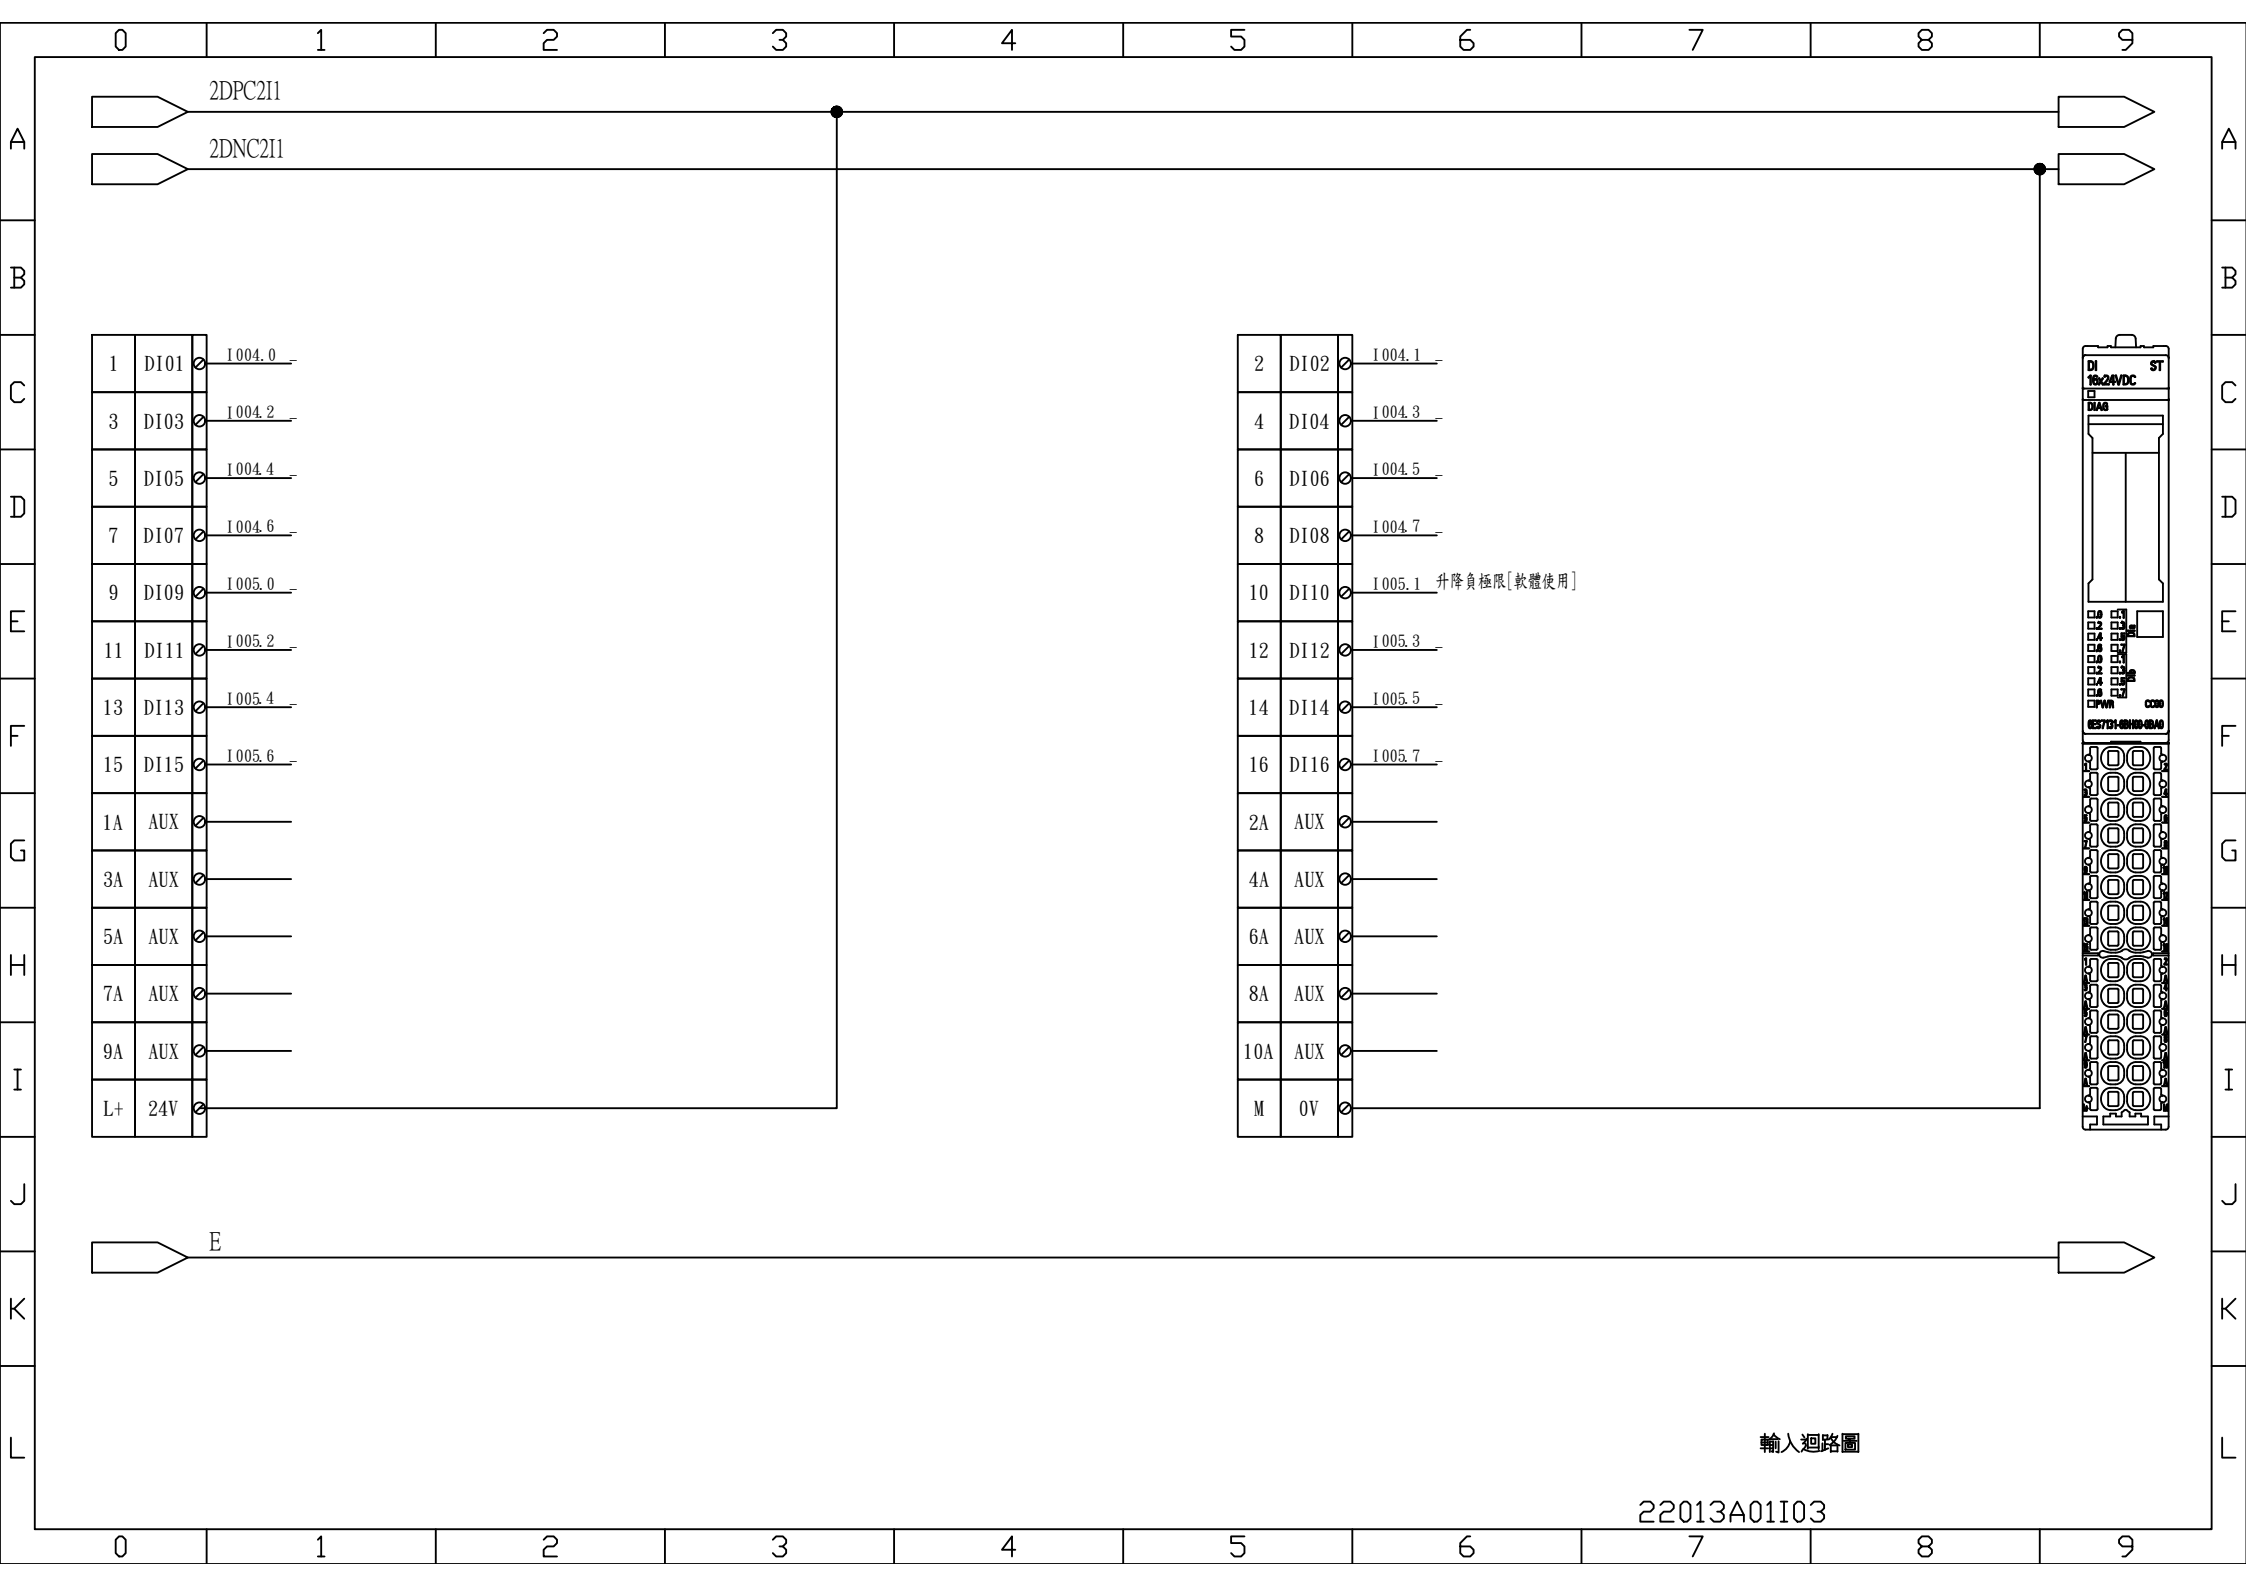 0 1 2 3 4 5 6 7 8 9
2DPC2I1
A A
2DNC2I1
B B
1 DI01 I004.0 _ 2 DI02 I004.1 _
DI ST
16x24VDC
C C
DIAG
3 DI03 I004.2 _ 4 DI04 I004.3 _
5 DI05 I004.4 _ 6 DI06 I004.5 _
D D
7 DI07 I004.6 _ 8 DI08 I004.7 _
9 DI09 I005.0 _ 10 DI10 I005.1 升降負極限[軟體使用]
E E
11 DI11 I005.2 _ 12 DI12 I005.3 _
13 DI13 I005.4 _ 14 DI14 I005.5 _
PWR CC00
6ES7131-6BH00-0BA0
F F
15 DI15 I005.6 _ 16 DI16 I005.7 _
1A AUX 2A AUX
G G
3A AUX 4A AUX
5A AUX 6A AUX
H H
7A AUX 8A AUX
9A AUX 10A AUX
I I
L+ 24V M 0V
J J
E
K K
L 輸入迴路圖 L
22013A01I03
0 1 2 3 4 5 6 7 8 9